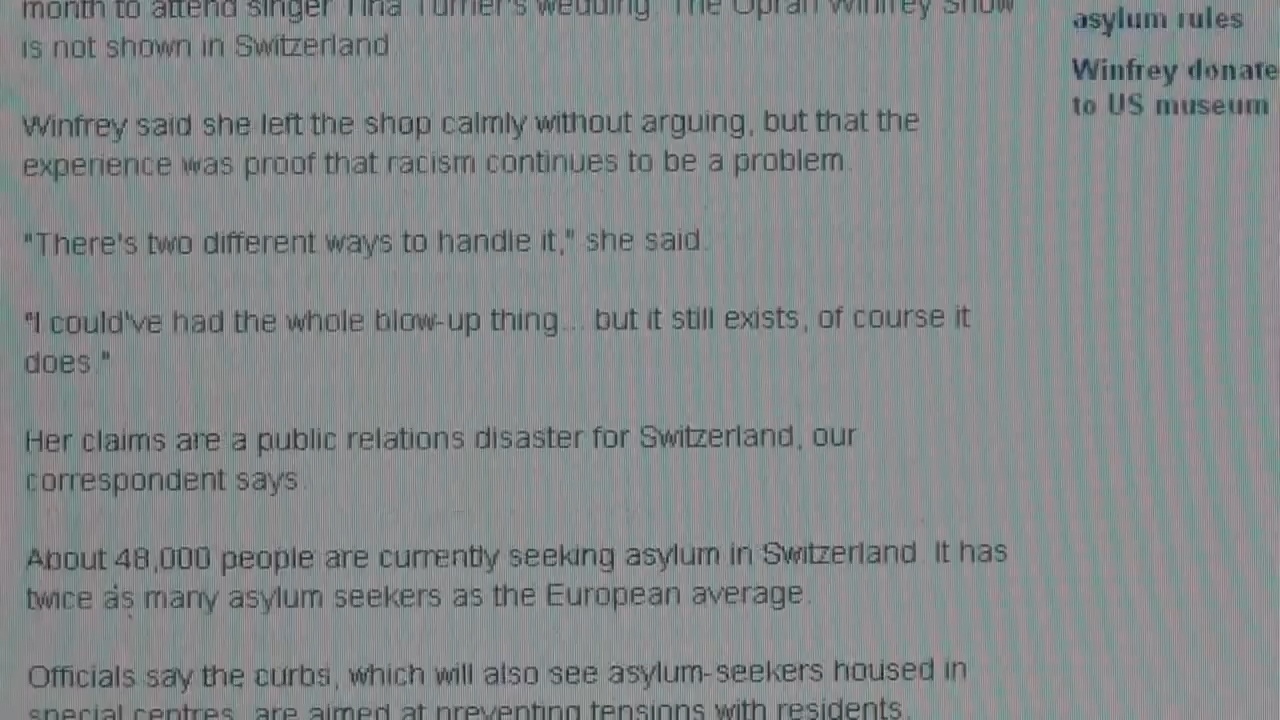 month to attend singer Tina Turner's wedding. The Oprah Winfrey Show
is not shown in Switzerland.
Winfrey said she left the shop calmly without arguing, but that the
experience was proof that racism continues to be a problem.
"There's two different ways to handle it," she said.
"I could've had the whole blow-up thing... but it still exists, of course it
does."
Her claims are a public relations disaster for Switzerland, our
correspondent says.
About 48,000 people are currently seeking asylum in Switzerland. It has
twice as many asylum seekers as the European average.
Officials say the curbs, which will also see asylum-seekers housed in
special centres, are aimed at preventing tensions with residents.
asylum rules
Winfrey donate
to US museum